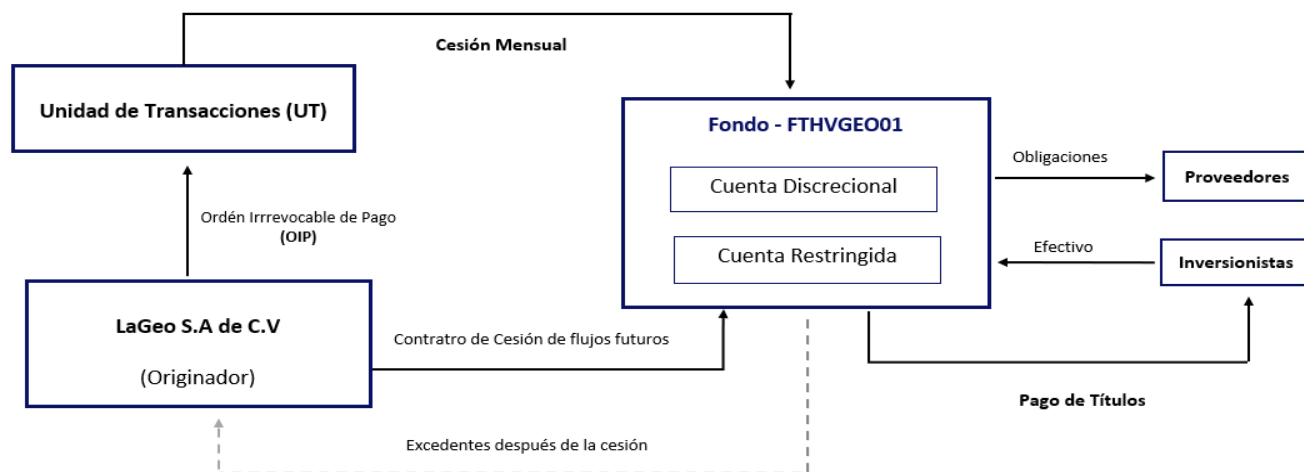 Cesión Mensual
Unidad de Transacciones (UT)
Fondo - FTHVGEO01
Cuenta Discrecional
Cuenta Restringida
Obligaciones
Proveedores
Efectivo
Inversionistas
Ordén Irrrevocable de Pago
(OIP)
LaGeo S.A de C.V
(Originador)
Contratro de Cesión de flujos futuros
Pago de Títulos
Excedentes después de la cesión